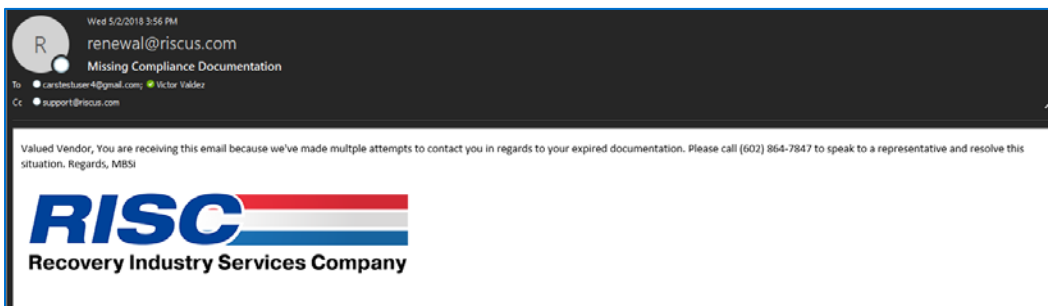 Wed 5/2/2018 3:56 PM
R
renewal@riscus.com
Missing Compliance Documentation
To carstestuser4@gmail.com; Victor Valdez
Cc support@riscus.com
Valued Vendor, You are receiving this email because we've made multple attempts to contact you in regards to your expired documentation. Please call (602) 864-7847 to speak to a representative and resolve this
situation. Regards, MBSi
RISC
Recovery Industry Services Company